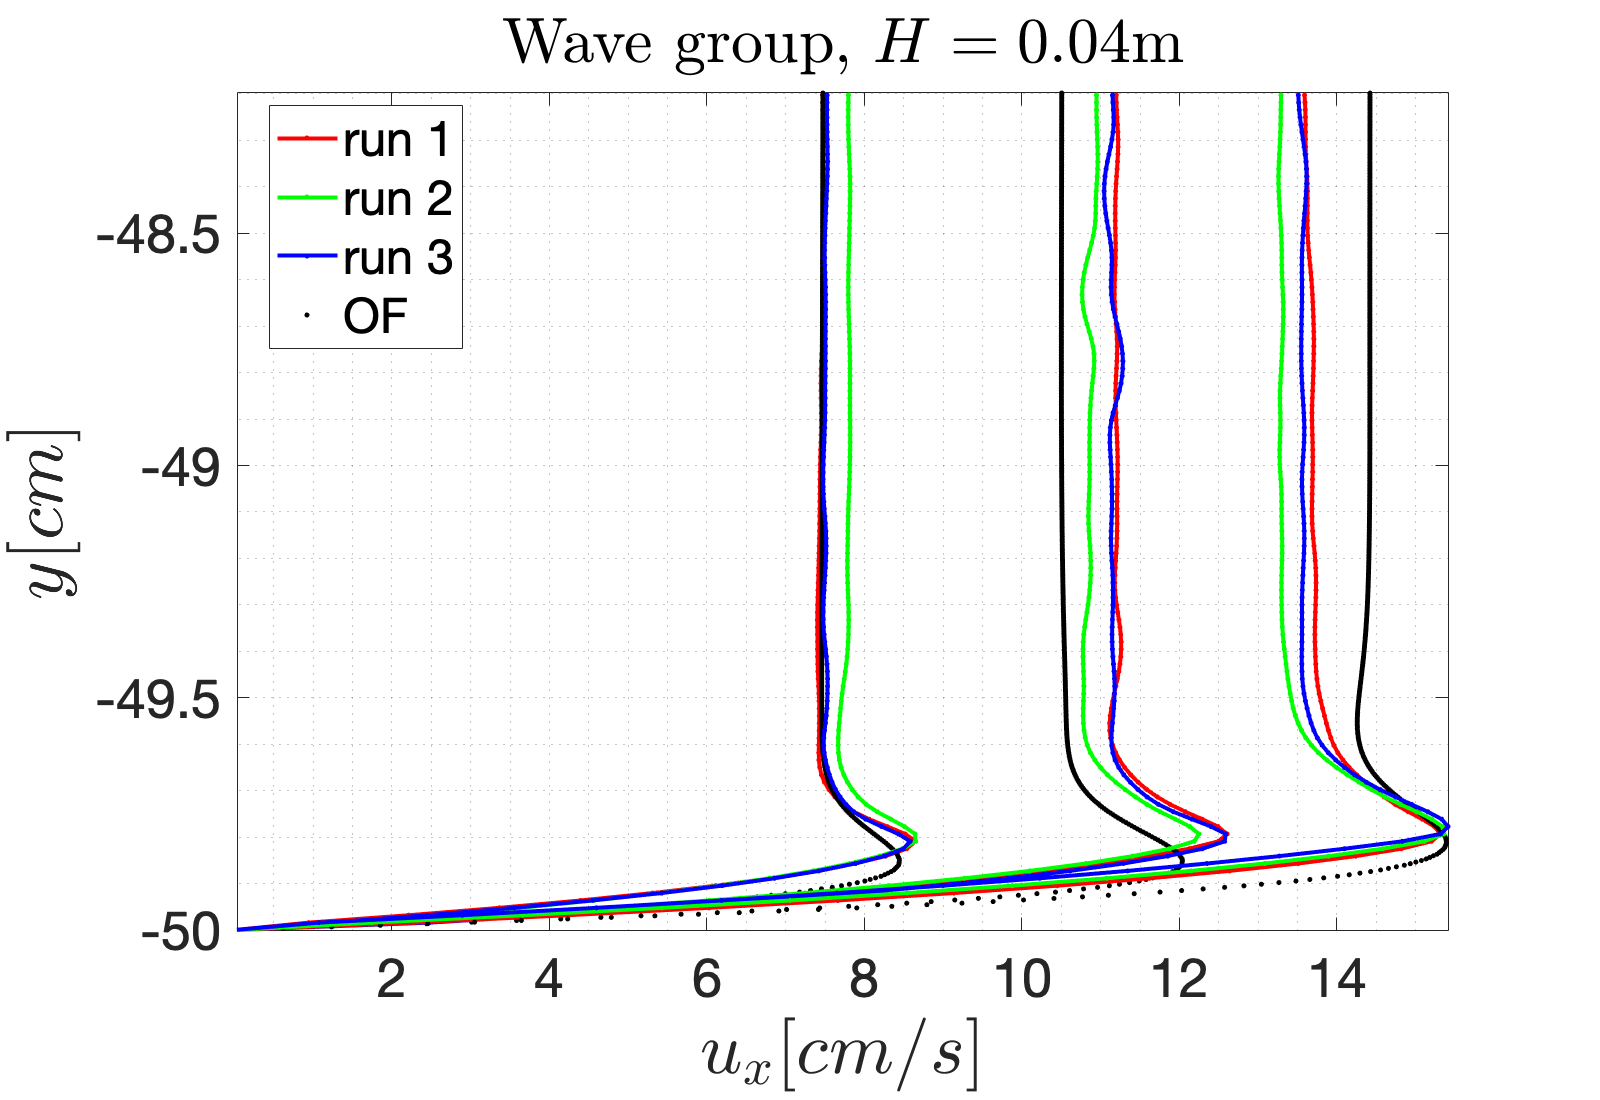 Wave group, H = 0.04m
run 1
run 2
run 3
OF
y[cm]
-48.5
-49
-49.5
-50
2 4 6 8 10 12 14
u_x[cm/s]